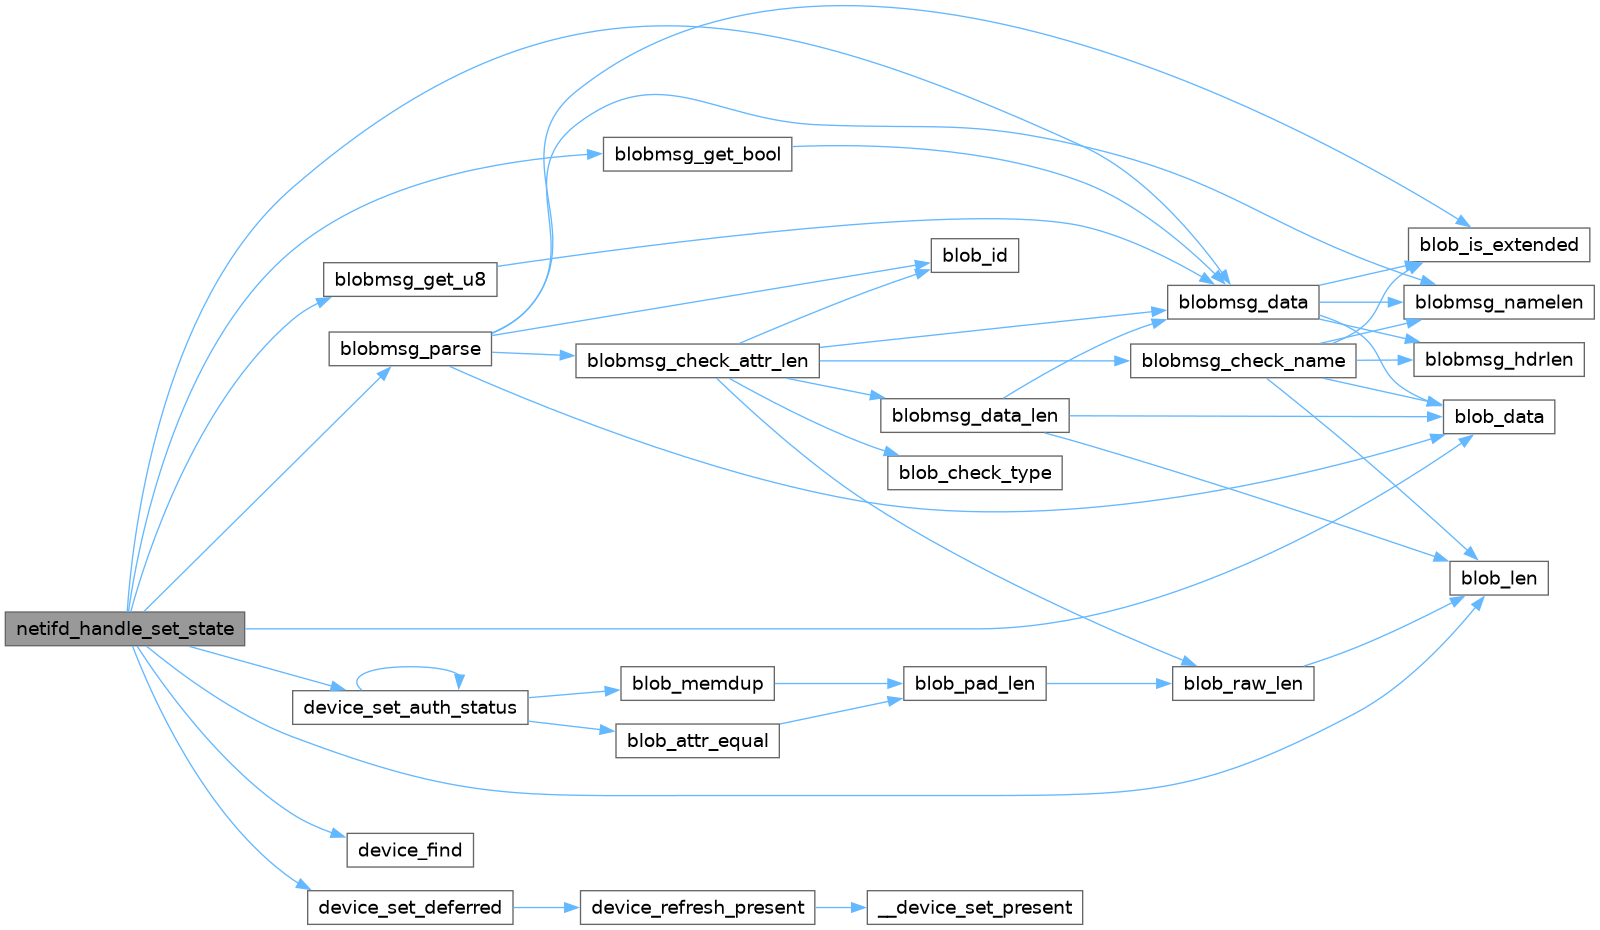 blobmsg_get_bool
blob_is_extended
blob_id
blobmsg_get_u8
blobmsg_data
blobmsg_namelen
blobmsg_parse
blobmsg_check_attr_len
blobmsg_check_name
blobmsg_hdrlen
blobmsg_data_len
blob_data
blob_check_type
blob_len
netifd_handle_set_state
blob_memdup
blob_pad_len
blob_raw_len
device_set_auth_status
blob_attr_equal
device_find
device_set_deferred
device_refresh_present
__device_set_present